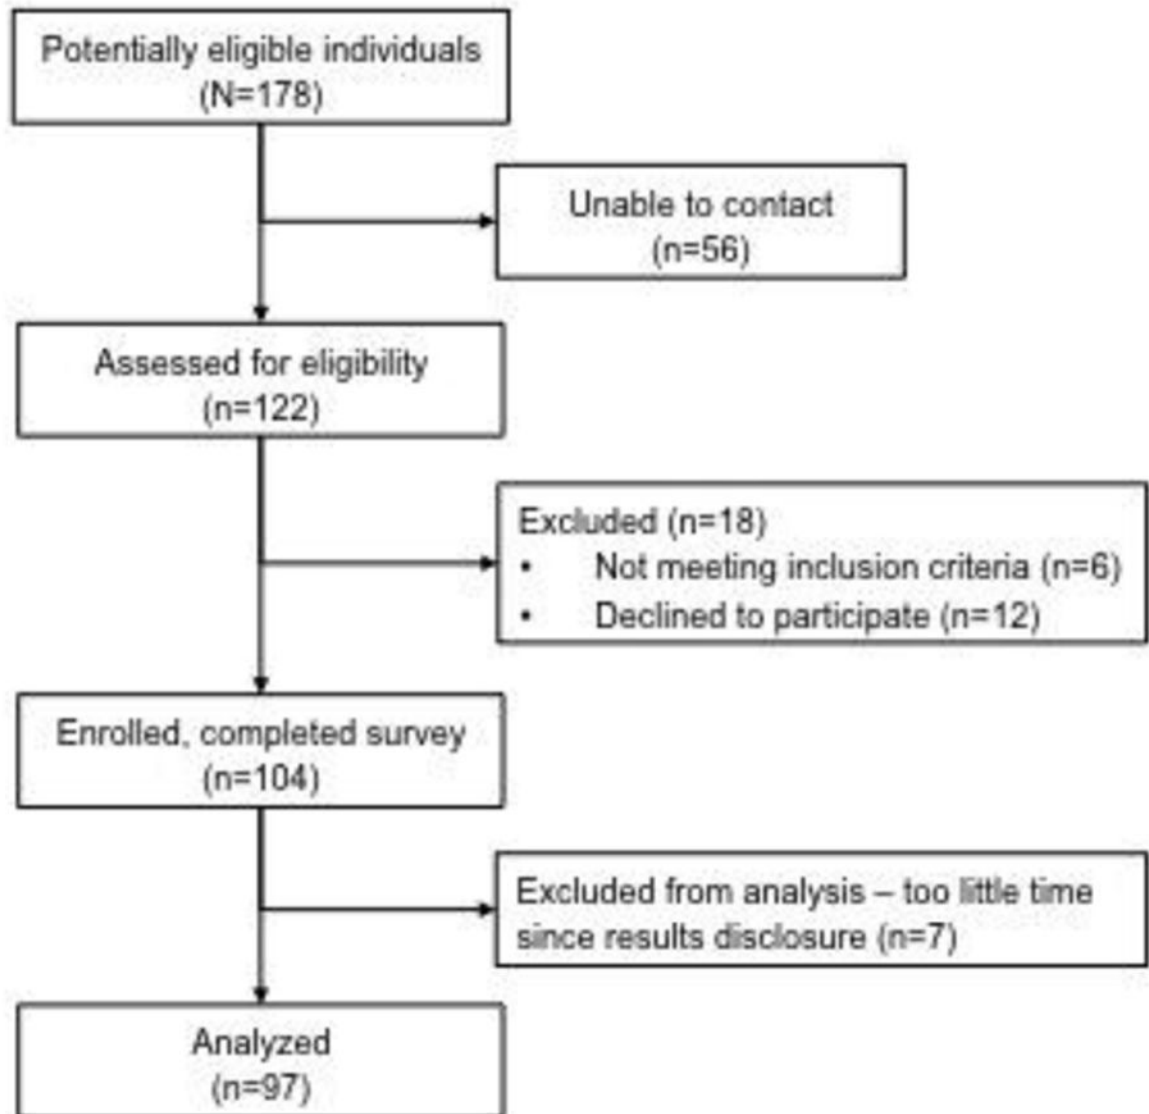 Potentially eligible individuals
(N=178)
Unable to contact
(n=56)
Assessed for eligibility
(n=122)
Excluded (n=18)
• Not meeting inclusion criteria (n=6)
• Declined to participate (n=12)
Enrolled, completed survey
(n=104)
Excluded from analysis – too little time
since results disclosure (n=7)
Analyzed
(n=97)